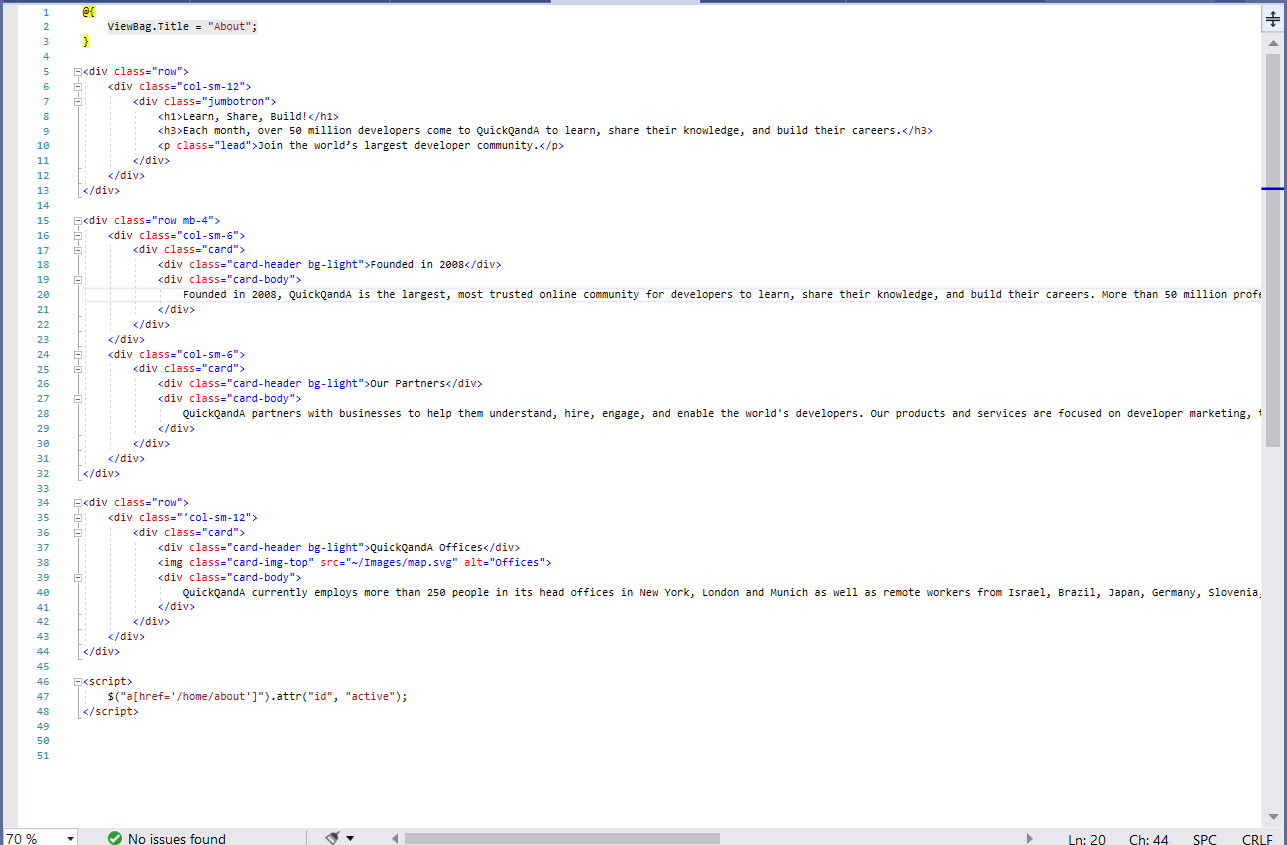 1 @{
2 ViewBag.Title = "About";
3 }
4
5 <div class="row">
6 <div class="col-sm-12">
7 <div class="jumbotron">
8 <h1>Learn, Share, Build!</h1>
9 <h3>Each month, over 50 million developers come to QuickQandA to learn, share their knowledge, and build their careers.</h3>
10 <p class="lead">Join the world's largest developer community.</p>
11 </div>
12 </div>
13 </div>
14
15 <div class="row mb-4">
16 <div class="col-sm-6">
17 <div class="card">
18 <div class="card-header bg-light">Founded in 2008</div>
19 <div class="card-body">
20 Founded in 2008, QuickQandA is the largest, most trusted online community for developers to learn, share their knowledge, and build their careers. More than 50 million profe
21 </div>
22 </div>
23 </div>
24 <div class="col-sm-6">
25 <div class="card">
26 <div class="card-header bg-light">Our Partners</div>
27 <div class="card-body">
28 QuickQandA partners with businesses to help them understand, hire, engage, and enable the world's developers. Our products and services are focused on developer marketing,
29 </div>
30 </div>
31 </div>
32 </div>
33
34 <div class="row">
35 <div class="'col-sm-12">
36 <div class="card">
37 <div class="card-header bg-light">QuickQandA Offices</div>
38 <img class="card-img-top" src="~/Images/map.svg" alt="Offices">
39 <div class="card-body">
40 QuickQandA currently employs more than 250 people in its head offices in New York, London and Munich as well as remote workers from Israel, Brazil, Japan, Germany, Slovenia,
41 </div>
42 </div>
43 </div>
44 </div>
45
46 <script>
47 $("a[href='/home/about']").attr("id", "active");
48 </script>
49
50
51
70 % No issues found Ln: 20 Ch: 44 SPC CRLF